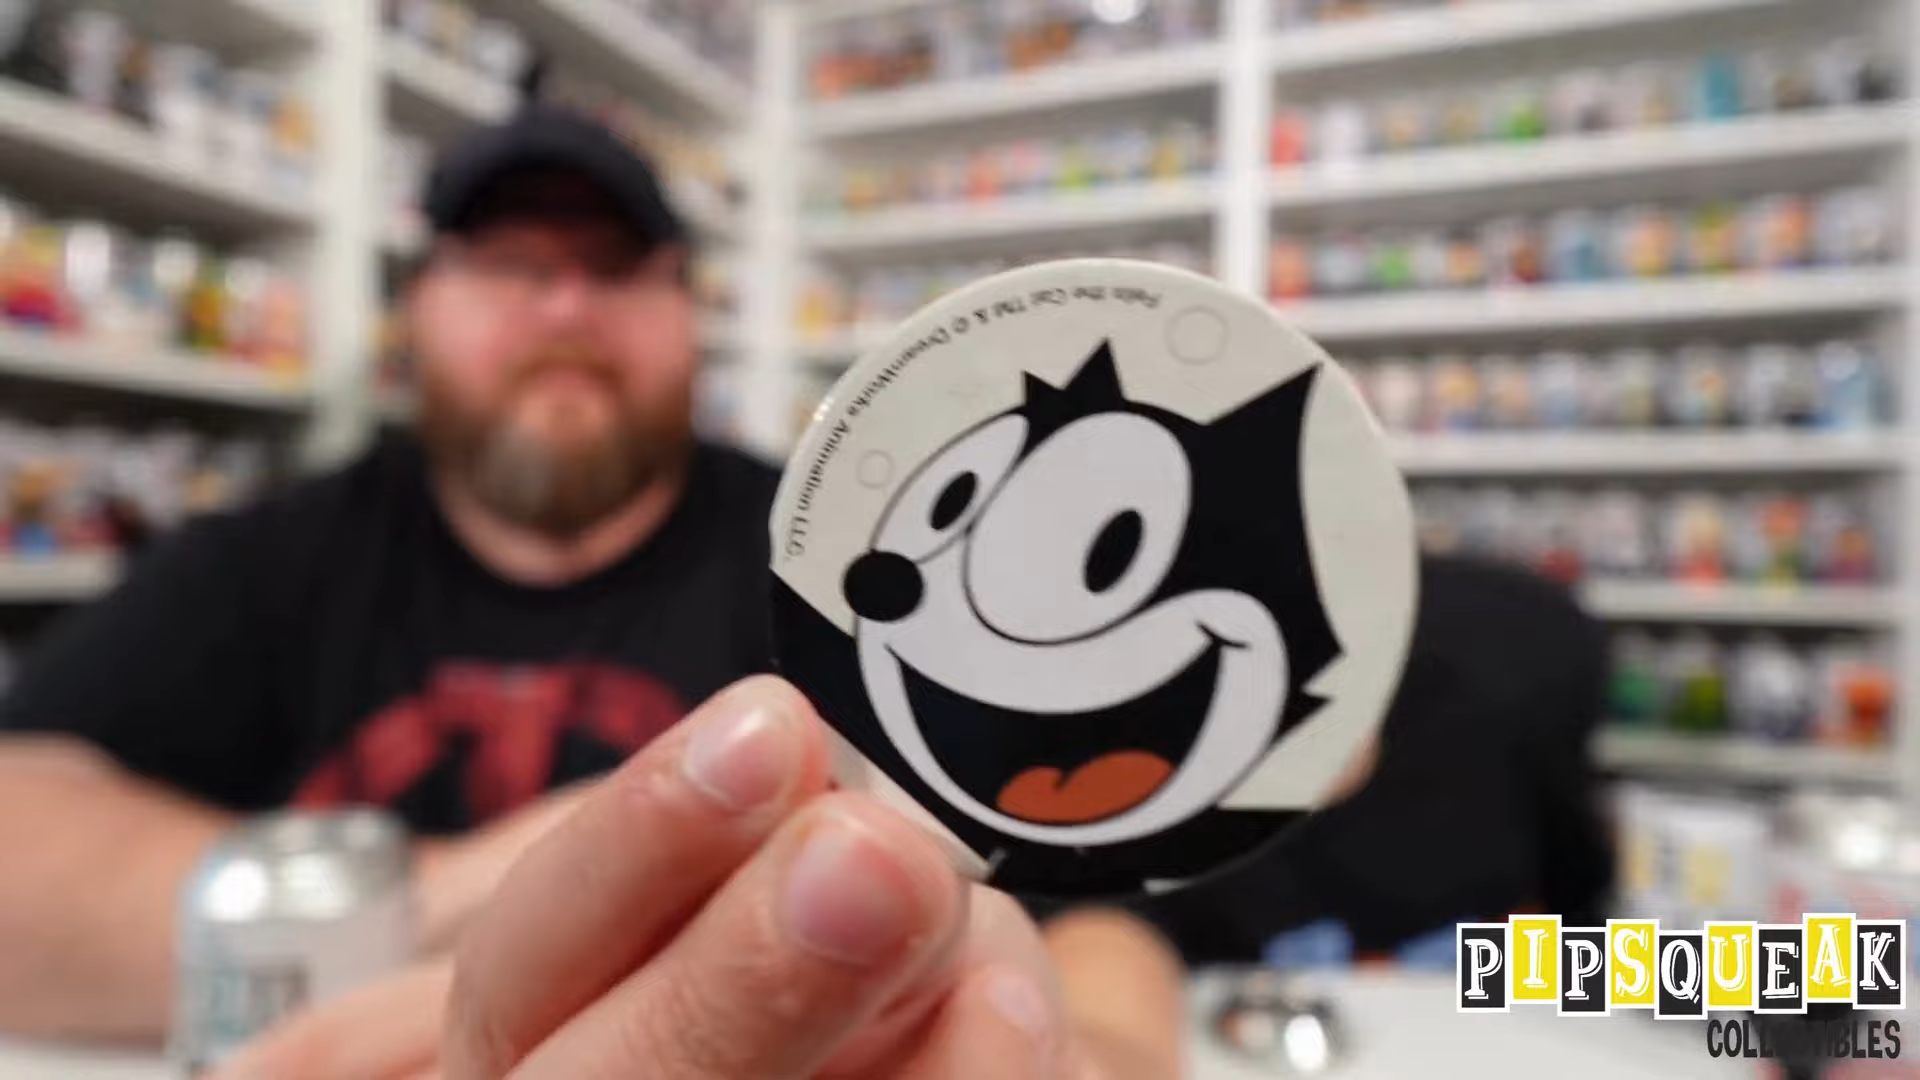 Felix the Cat TM & © DreamWorks Animation LLC.
PIPSQUEAK
COLLECTIBLES